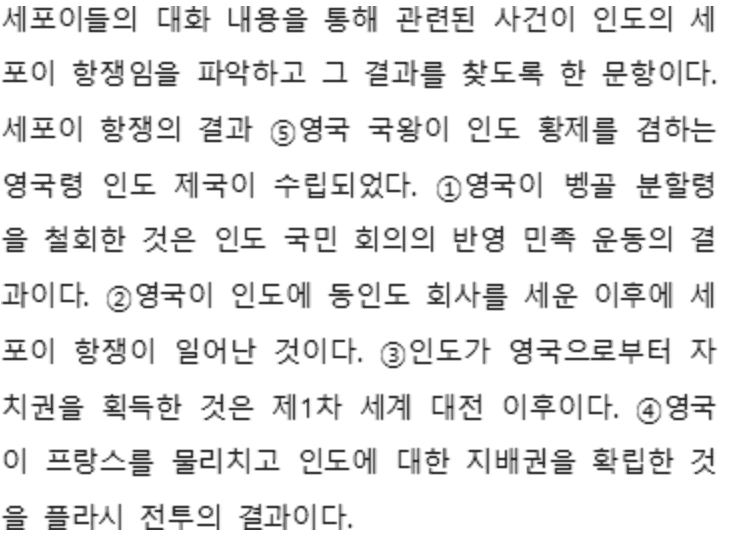 세포이들의 대화 내용을 통해 관련된 사건이 인도의 세
포이 항쟁임을 파악하고 그 결과를 찾도록 한 문항이다.
세포이 항쟁의 결과 ⑤영국 국왕이 인도 황제를 겸하는
영국령 인도 제국이 수립되었다. ①영국이 벵골 분할령
을 철회한 것은 인도 국민 회의의 반영 민족 운동의 결
과이다. ②영국이 인도에 동인도 회사를 세운 이후에 세
포이 항쟁이 일어난 것이다. ③인도가 영국으로부터 자
치권을 획득한 것은 제1차 세계 대전 이후이다. ④영국
이 프랑스를 물리치고 인도에 대한 지배권을 확립한 것
을 플라시 전투의 결과이다.